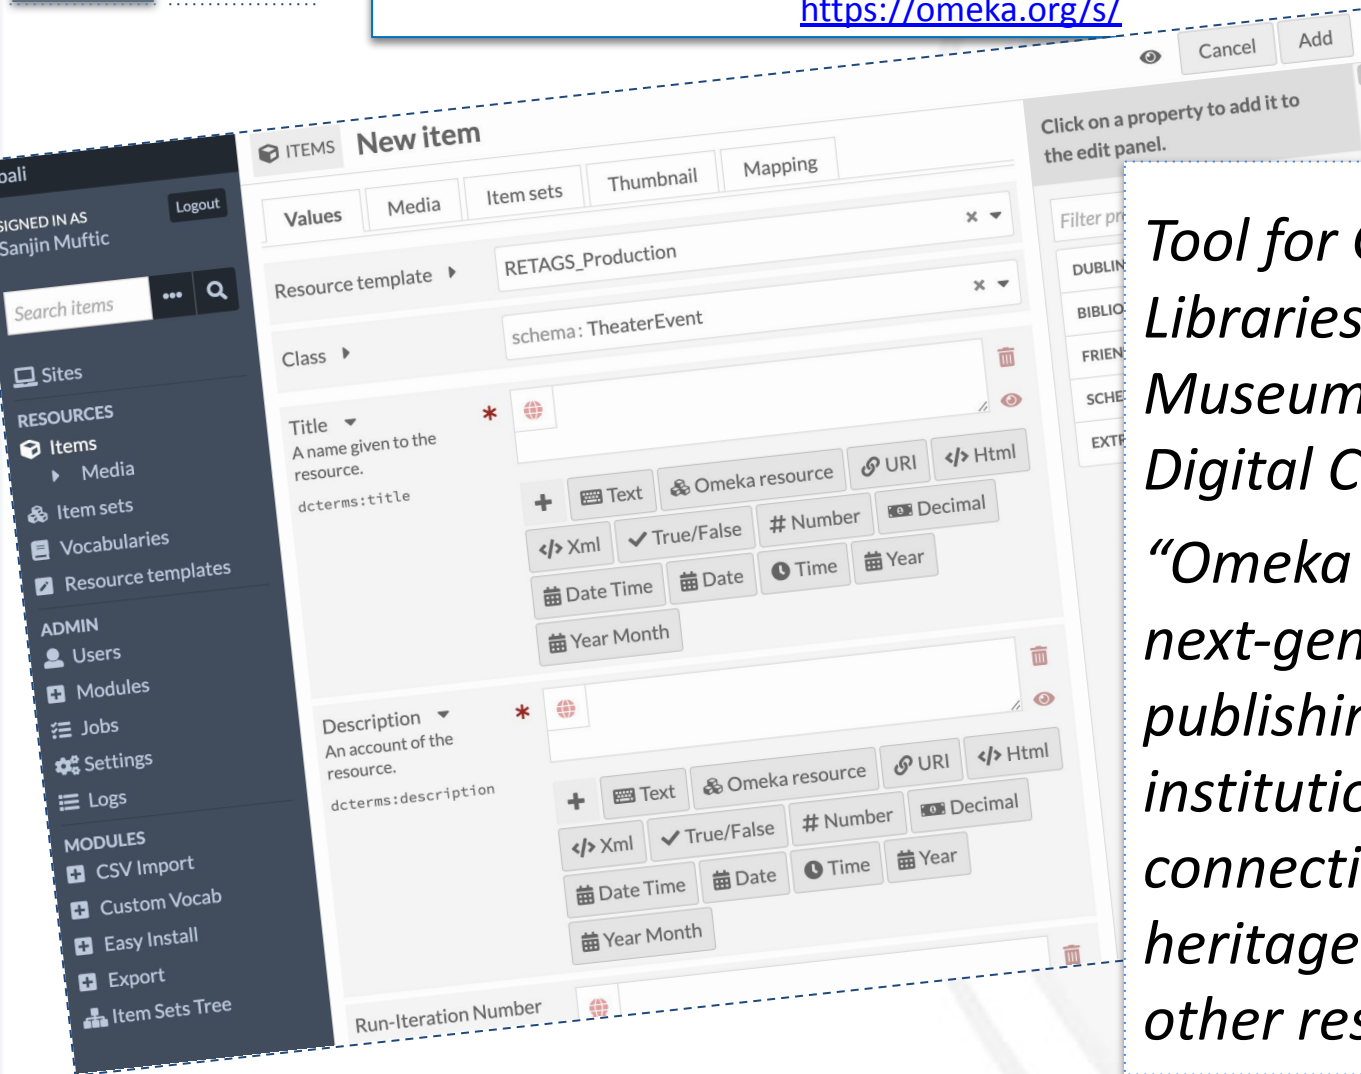 https://omeka.org/s/
SIGNED IN AS
Sanjin Muftic
Logout
Search items
Sites
RESOURCES
Items
Media
Item sets
Vocabularies
Resource templates
ADMIN
Users
Modules
Jobs
Settings
Logs
MODULES
CSV Import
Custom Vocab
Easy Install
Export
Item Sets Tree
ITEMS New item
Cancel Add
Values Media Item sets Thumbnail Mapping
Resource template RETAGS_Production
Class schema: TheaterEvent
Title *
A name given to the
resource.
dcterms:title
Text Omeka resource URI </> Html
</> Xml True/False # Number Decimal
Date Time Date Time Year
Year Month
Description *
An account of the
resource.
dcterms:description
Text Omeka resource URI </> Html
</> Xml True/False # Number Decimal
Date Time Date Time Year
Year Month
Run-Iteration Number
Click on a property to add it to
the edit panel.
Filter
DUBLIN
Tool for
Libraries
Museum
Digital
“Omeka
next-gen
publishin
institutio
connecti
heritage
other res